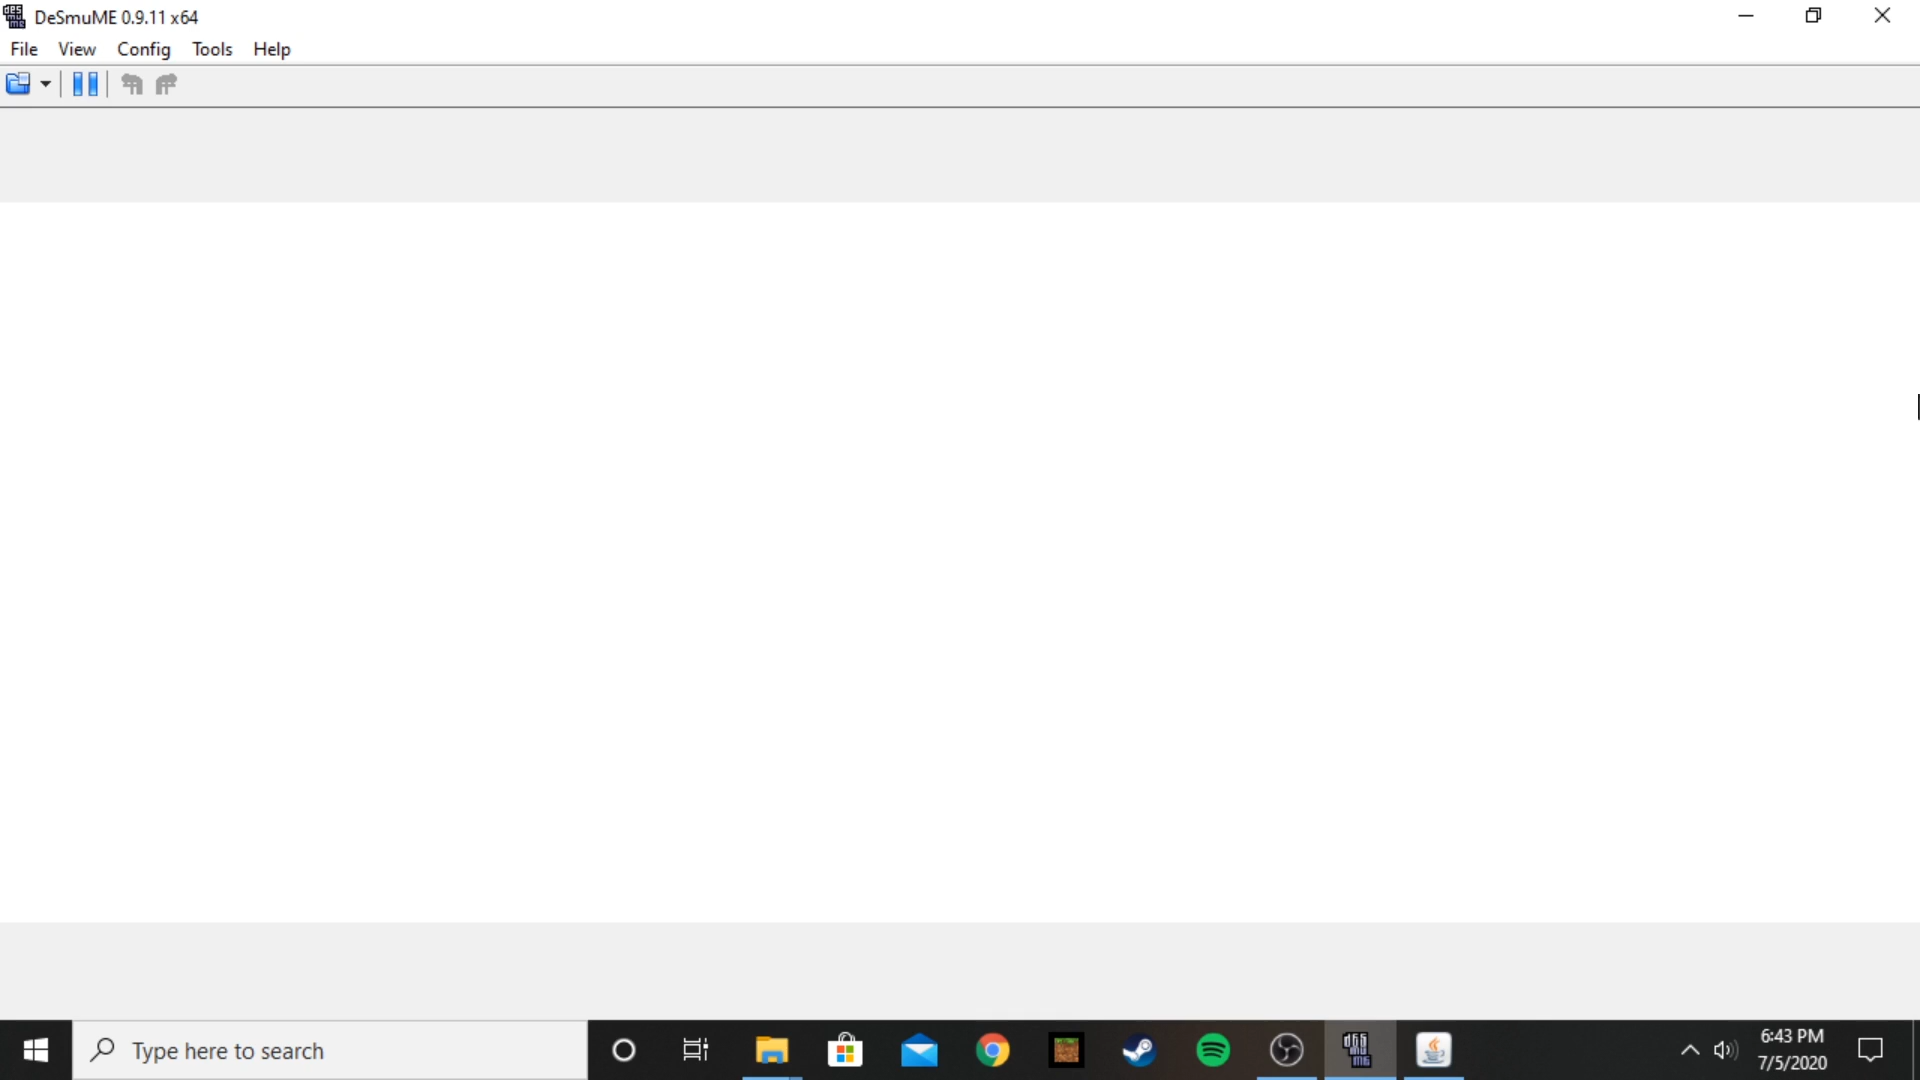 DeSmuME 0.9.11 x64
File View Config Tools Help
Type here to search
6:43 PM
7/5/2020